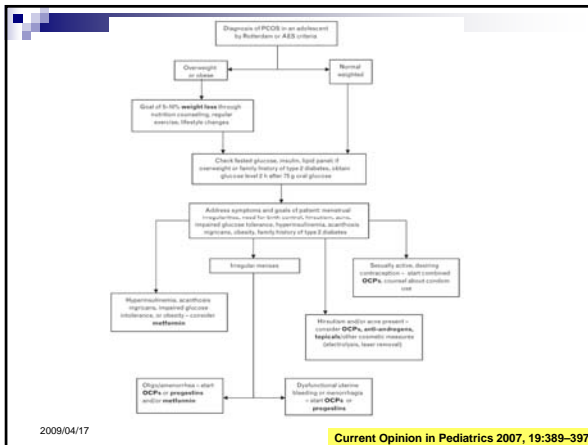 Diagnosis of PCOS in an adolescent
by Rotterdam or AES criteria
Overweight
or obese
Normal
weighted
Goal of 5–10% weight loss through
nutrition counseling, regular
exercise, lifestyle changes
Check fasted glucose, insulin, lipid panel; if
overweight or family history of type 2 diabetes, obtain
glucose level 2 h after 75 g oral glucose
Address symptoms and goals of patient: menstrual
irregularities, need for birth control, hirsutism, acne,
impaired glucose tolerance, hyperinsulinemia, acanthosis
nigricans, obesity, family history of type 2 diabetes
Irregular menses
Sexually active, desiring
contraception – start combined
OCPs, counsel about condom
use
Hyperinsulinemia, acanthosis
nigricans, impaired glucose
intolerance, or obesity – consider
metformin
Hirsutism and/or acne present –
consider OCPs, anti-androgens,
topicals/other cosmetic measures
(electrolysis, laser removal)
Oligo/amenorrhea – start
OCPs or progestins
and/or metformin
Dysfunctional uterine
bleeding or menorrhagia
– start OCPs or
progestins
2009/04/17
Current Opinion in Pediatrics 2007, 19:389–397